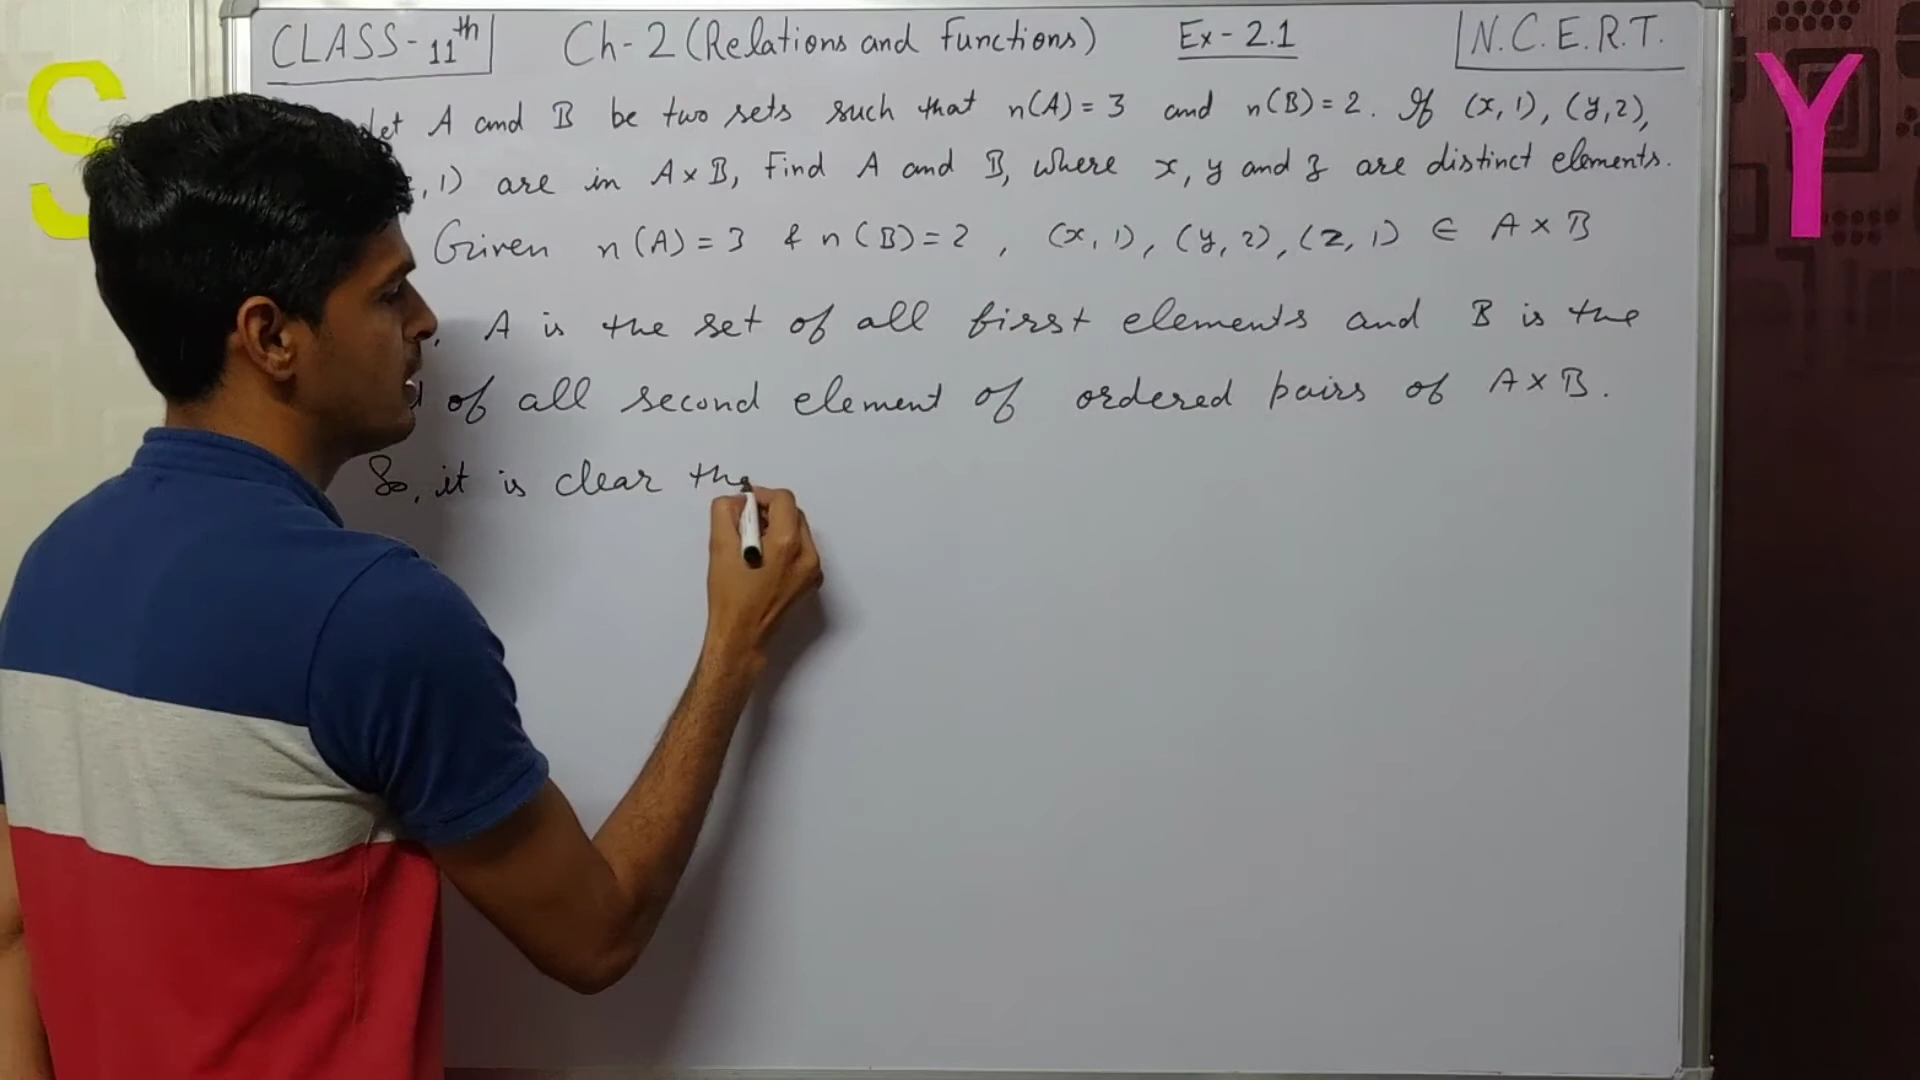 CLASS-11th Ch-2 (Relations and Functions) Ex-2.1 N.C.E.R.T.
S Y
Let A and B be two sets such that n(A)=3 and n(B)=2. If (x,1), (y,2),
,1) are in A×B, Find A and B, where x, y and z are distinct elements.
Given n(A)=3 & n(B)=2, (x,1), (y,2), (z,1) ∈ A×B
, A is the set of all first elements and B is the
of all second element of ordered pairs of A×B.
So, it is clear tha